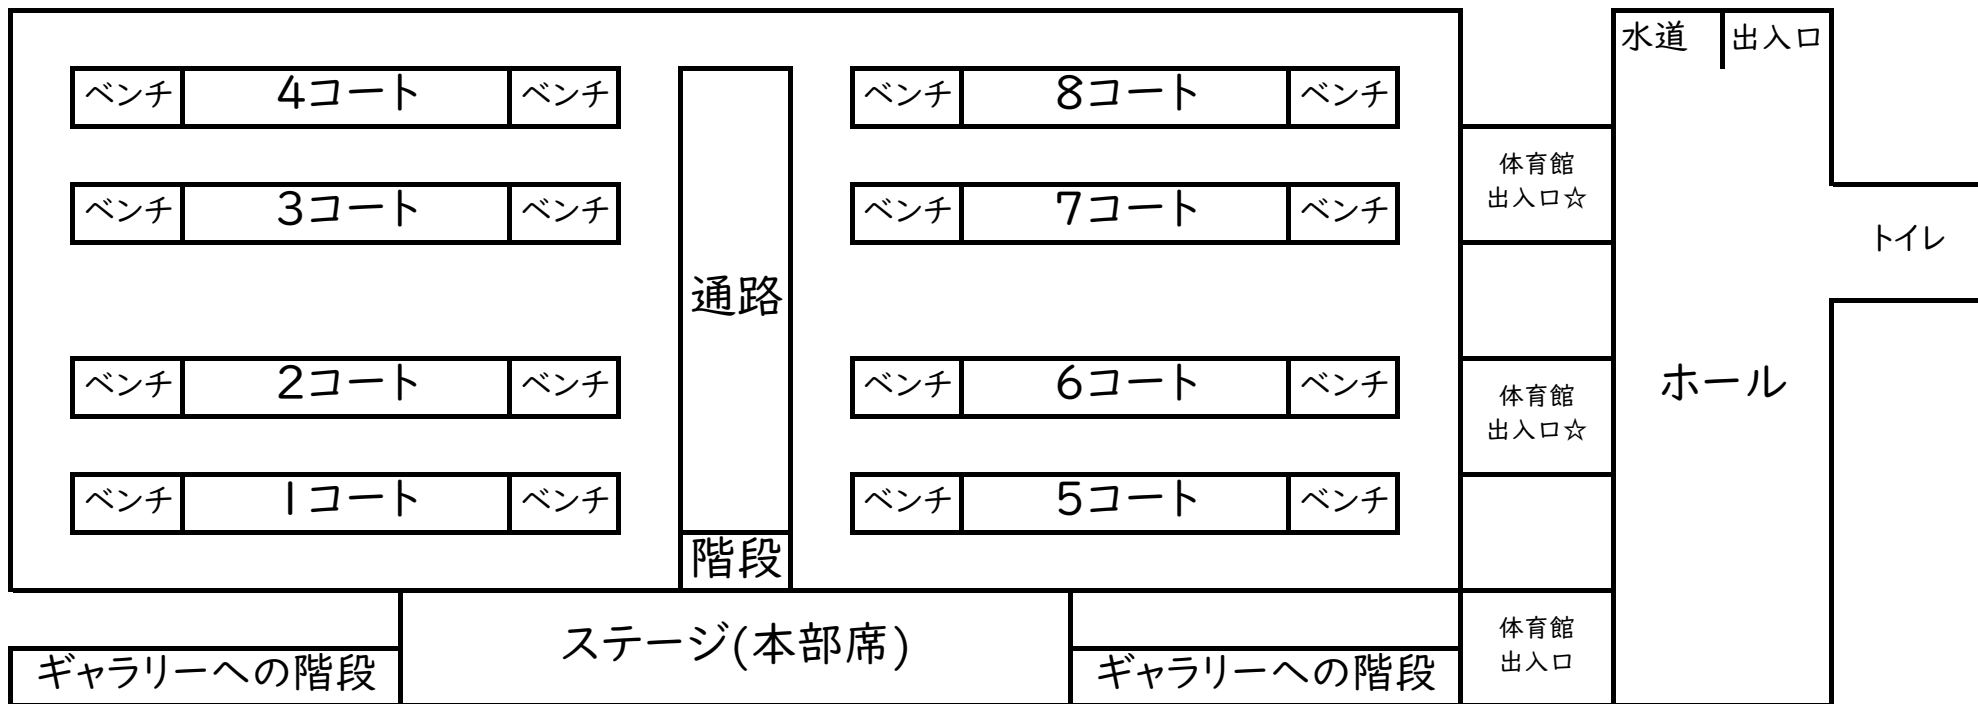 水道 出入口
ベンチ 4コート ベンチ ベンチ 8コート ベンチ
体育館
出入口☆
ベンチ 3コート ベンチ ベンチ 7コート ベンチ
トイレ
通路
ベンチ 2コート ベンチ ベンチ 6コート ベンチ
体育館
出入口☆
ホール
ベンチ 1コート ベンチ ベンチ 5コート ベンチ
階段
ステージ(本部席)
体育館
出入口
ギャラリーへの階段 ギャラリーへの階段